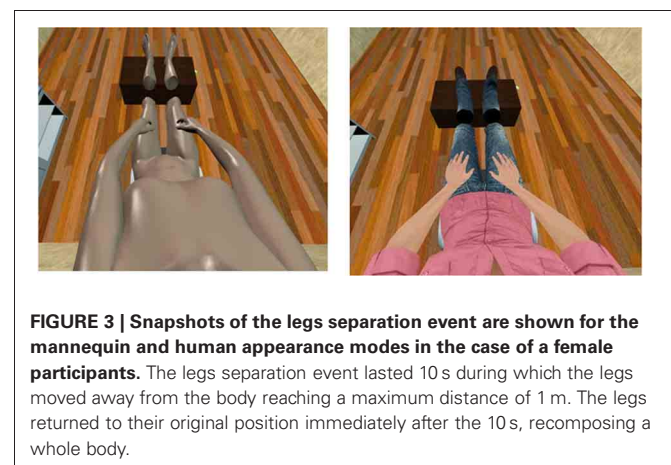 FIGURE 3 | Snapshots of the legs separation event are shown for the
mannequin and human appearance modes in the case of a female
participants. The legs separation event lasted 10 s during which the legs
moved away from the body reaching a maximum distance of 1 m. The legs
returned to their original position immediately after the 10 s, recomposing a
whole body.